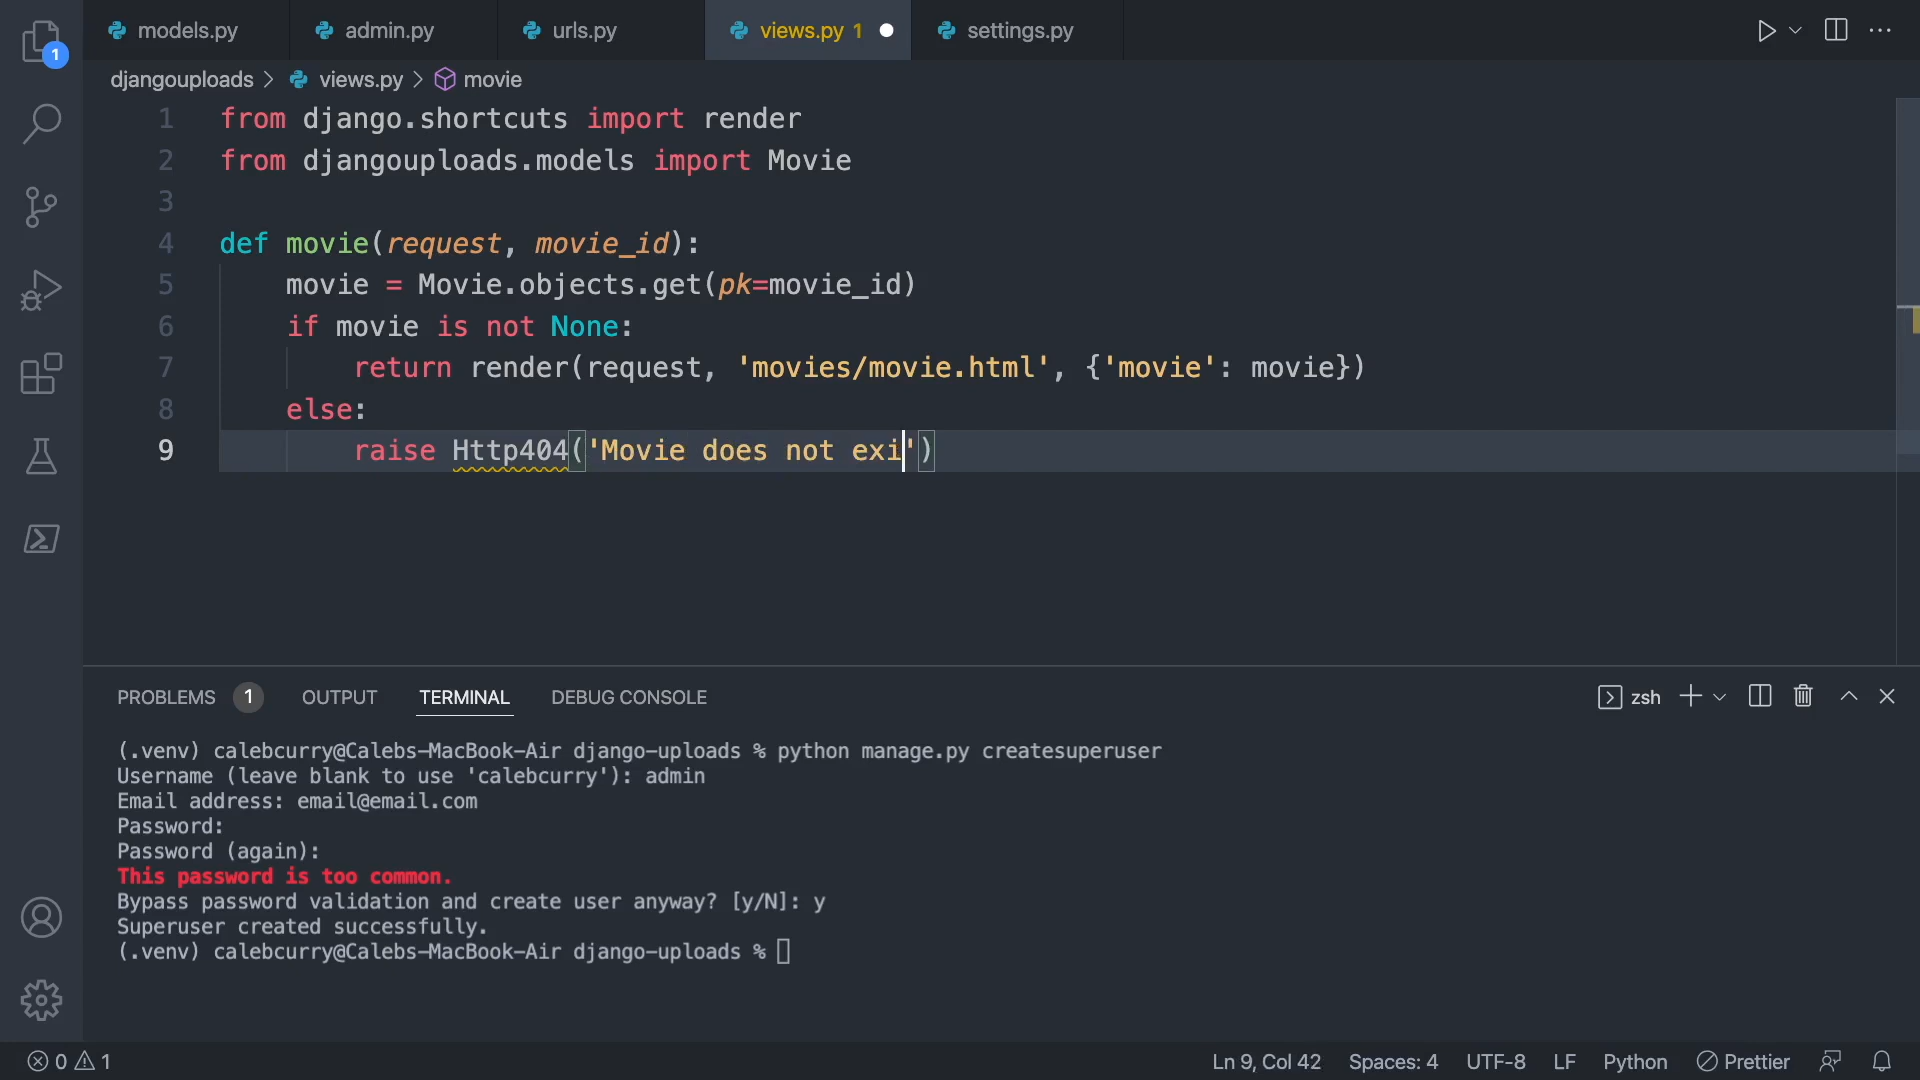 models.py admin.py urls.py views.py 1 settings.py
1
djangouploads > views.py > movie
1 from django.shortcuts import render
2 from djangouploads.models import Movie
3
4 def movie(request, movie_id):
5     movie = Movie.objects.get(pk=movie_id)
6     if movie is not None:
7         return render(request, 'movies/movie.html', {'movie': movie})
8     else:
9         raise Http404('Movie does not exi')
PROBLEMS 1 OUTPUT TERMINAL DEBUG CONSOLE zsh
(.venv) calebcurry@Calebs-MacBook-Air django-uploads % python manage.py createsuperuser
Username (leave blank to use 'calebcurry'): admin
Email address: email@email.com
Password:
Password (again):
This password is too common.
Bypass password validation and create user anyway? [y/N]: y
Superuser created successfully.
(.venv) calebcurry@Calebs-MacBook-Air django-uploads %
0 1 Ln 9, Col 42 Spaces: 4 UTF-8 LF Python Prettier